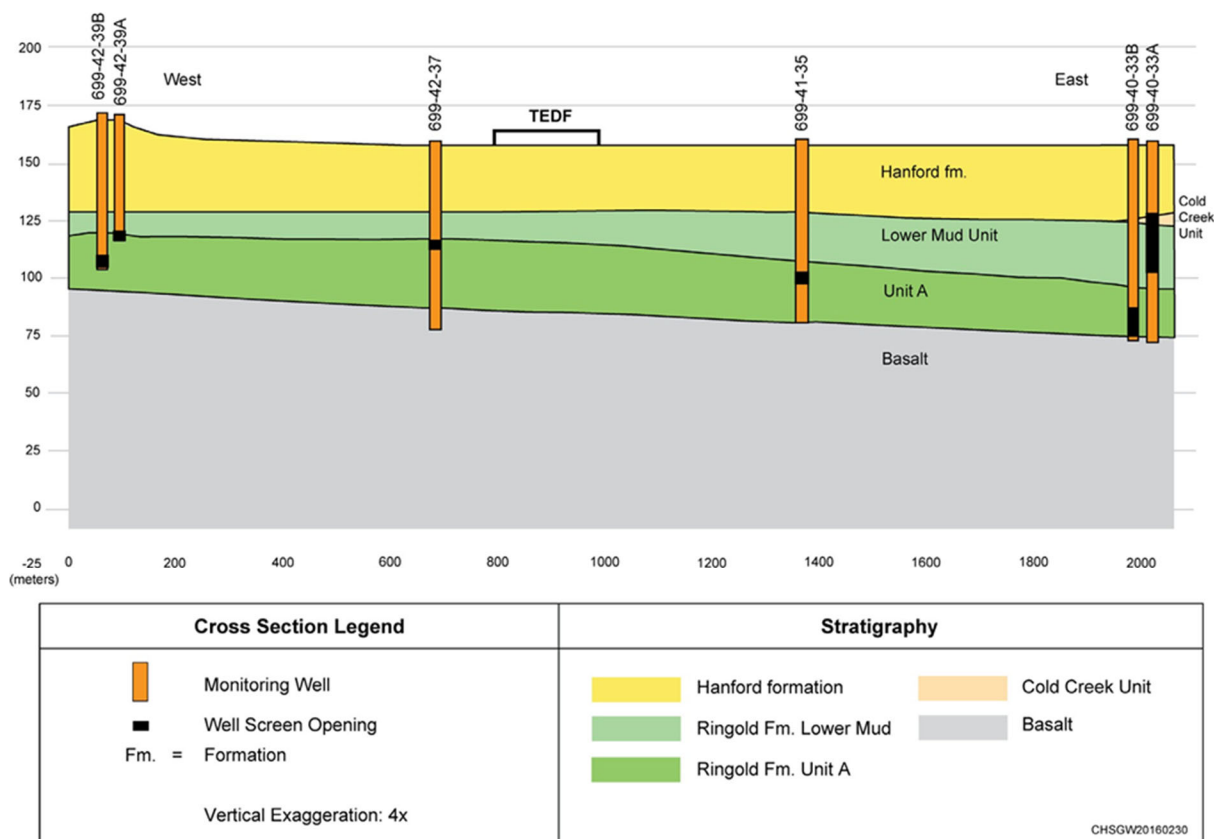 699-42-39B
699-42-39A
699-42-37
699-41-35
699-40-33B
699-40-33A
West
East
TEDF
200
175
150
125
100
75
50
25
0
-25
(meters)
Hanford fm.
Lower Mud Unit
Unit A
Basalt
Cold
Creek
Unit
0 200 400 600 800 1000 1200 1400 1600 1800 2000
Cross Section Legend
Monitoring Well
Well Screen Opening
Fm. = Formation
Vertical Exaggeration: 4x
Stratigraphy
Hanford formation
Ringold Fm. Lower Mud
Ringold Fm. Unit A
Cold Creek Unit
Basalt
CHSGW20160230